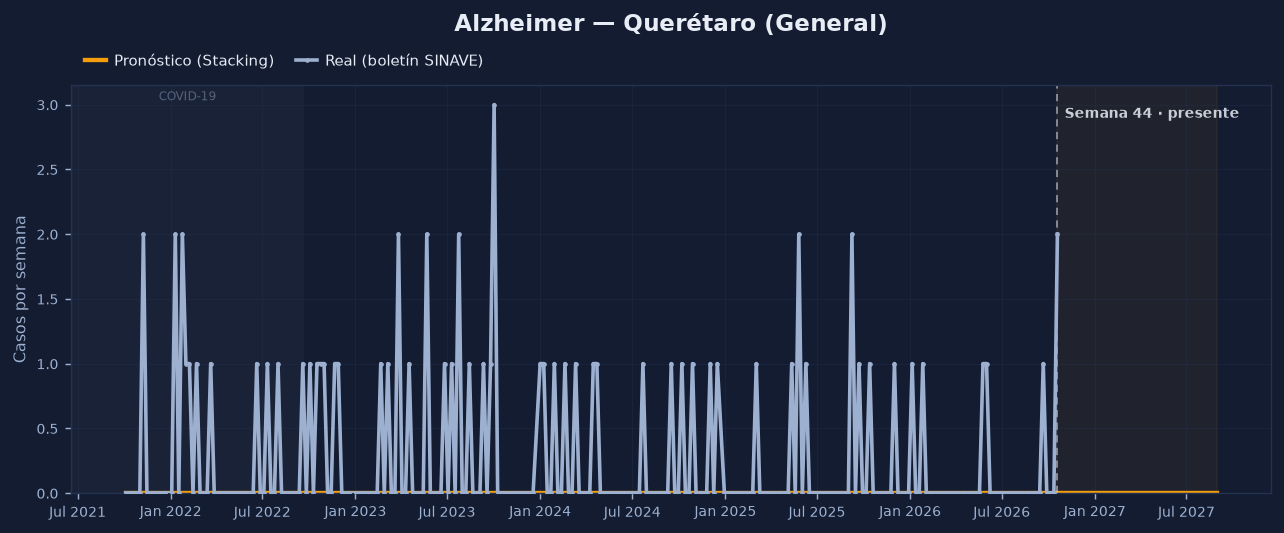 Alzheimer — Querétaro (General)
Pronóstico (Stacking)
Real (boletín SINAVE)
COVID-19
Semana 44 · presente
Casos por semana
3.0
2.5
2.0
1.5
1.0
0.5
0.0
Jul 2021
Jan 2022
Jul 2022
Jan 2023
Jul 2023
Jan 2024
Jul 2024
Jan 2025
Jul 2025
Jan 2026
Jul 2026
Jan 2027
Jul 2027